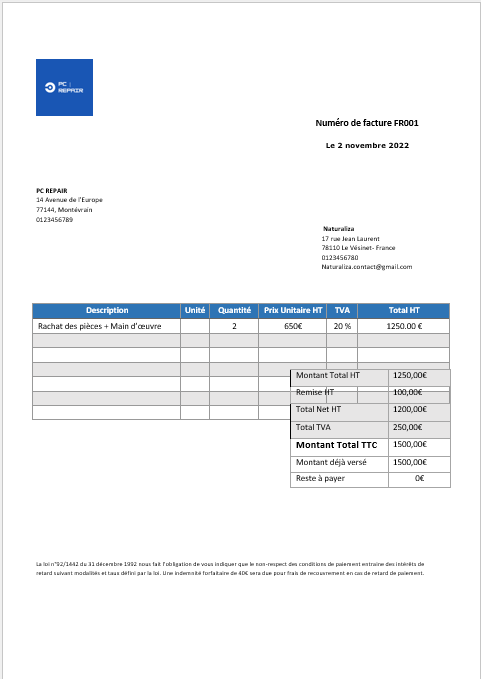 PC |
REPAIR
Numéro de facture FR001
Le 2 novembre 2022
PC REPAIR
14 Avenue de l'Europe
77144, Montévrain
0123456789
Naturaliza
17 rue Jean Laurent
78110 Le Vésinet- France
0123456780
Naturaliza.contact@gmail.com
Description Unité Quantité Prix Unitaire HT TVA Total HT
Rachat des pièces + Main d'œuvre 2 650€ 20 % 1250.00 €
Montant Total HT 1250,00€
Remise HT 100,00€
Total Net HT 1200,00€
Total TVA 250,00€
Montant Total TTC 1500,00€
Montant déjà versé 1500,00€
Reste à payer 0€
La loi n°92/1442 du 31 décembre 1992 nous fait l'obligation de vous indiquer que le non-respect des conditions de paiement entraine des intérêts de
retard suivant modalités et taus défini par la loi. Une indemnité forfaitaire de 40€ sera due pour frais de recouvrement en cas de retard de paiement.